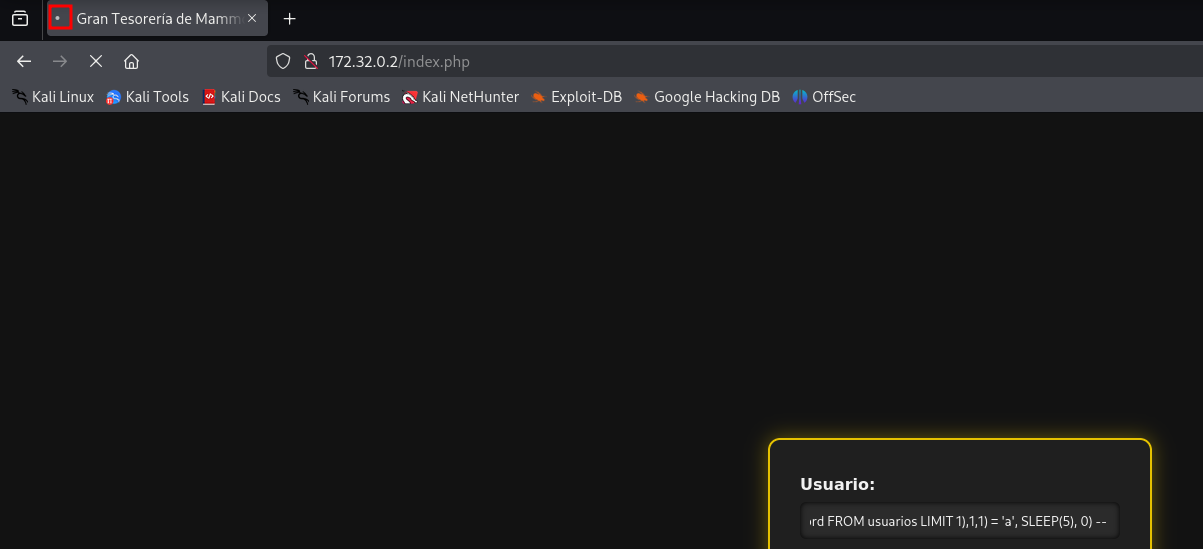 Gran Tesorería de Mamm
172.32.0.2/index.php
Kali Linux Kali Tools Kali Docs Kali Forums Kali NetHunter Exploit-DB Google Hacking DB OffSec
Usuario:
rd FROM usuarios LIMIT 1),1,1) = 'a', SLEEP(5), 0) --